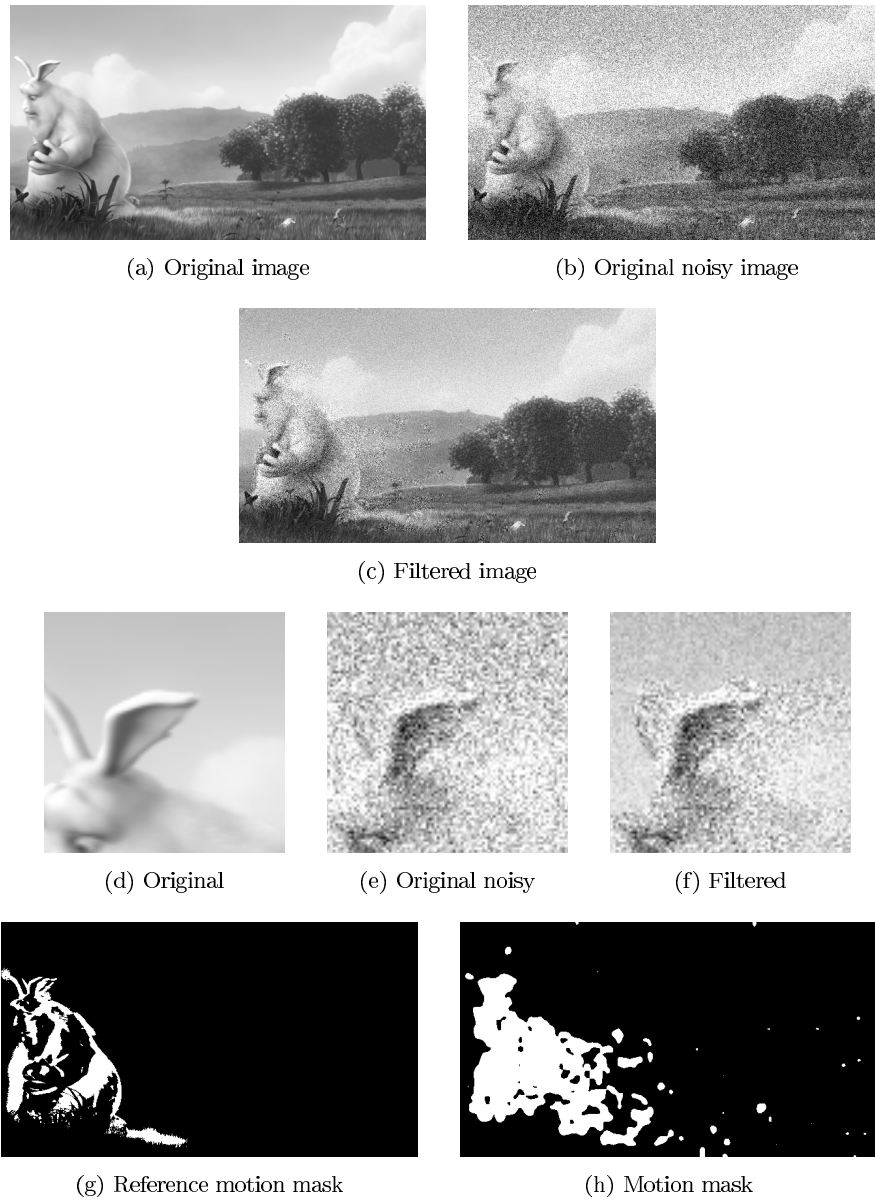 (a) Original image
(b) Original noisy image
(c) Filtered image
(d) Original
(e) Original noisy
(f) Filtered
(g) Reference motion mask
(h) Motion mask